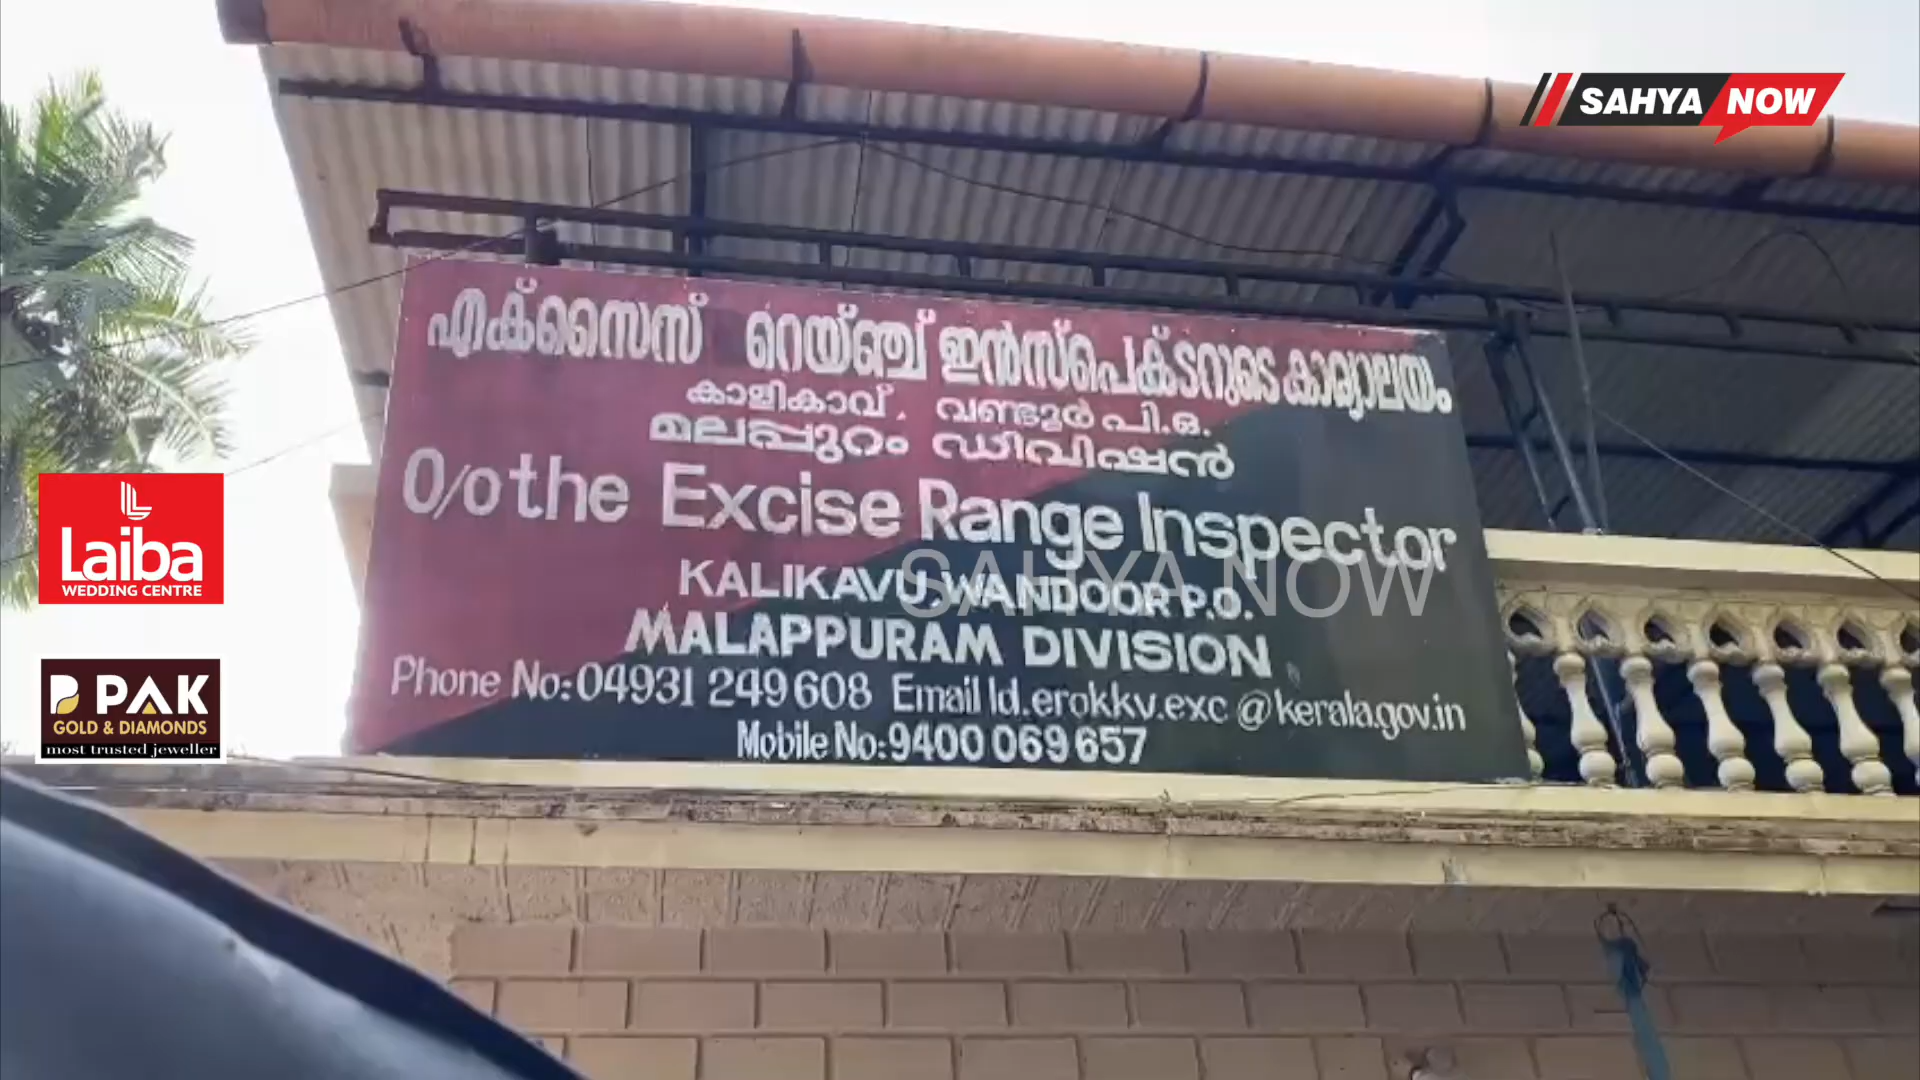 SAHYA NOW
എക്സൈസ് റെയ്ഞ്ച് ഇൻസ്പെക്ടറുടെ കാര്യാലയം
കാളികാവ്, വണ്ടൂർ പി.ഒ.
മലപ്പുറം ഡിവിഷൻ
O/o the Excise Range Inspector
KALIKAVU, WANDOOR P.O.
SAHYA NOW
MALAPPURAM DIVISION
Phone No:04931 249608 Email Id.erokkv.exc@kerala.gov.in
Mobile No:9400 069 657
Laiba
WEDDING CENTRE
PAK
GOLD & DIAMONDS
most trusted jeweller